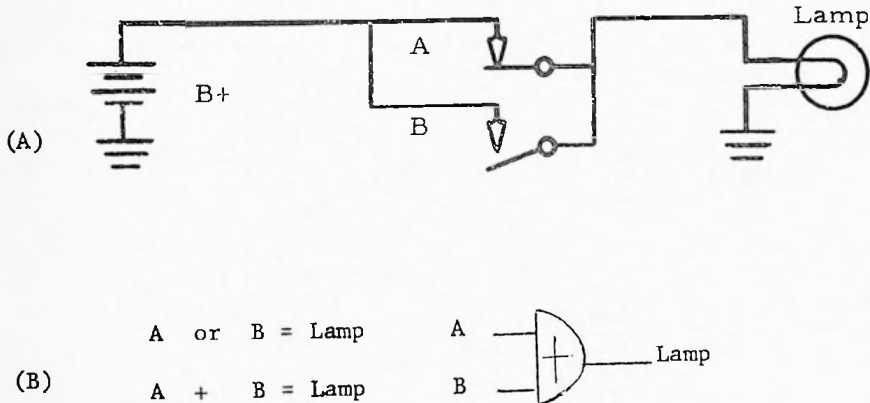 Lamp
A
B+
B
(A)
A or B = Lamp
A
Lamp
(B)
A + B = Lamp
B